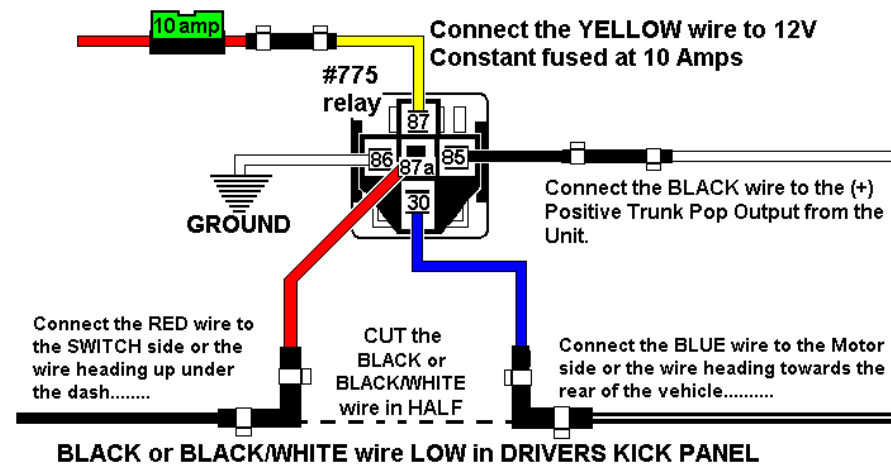 10 amp
Connect the YELLOW wire to 12V
Constant fused at 10 Amps
#775
relay
87
86
87a
85
30
GROUND
Connect the BLACK wire to the (+)
Positive Trunk Pop Output from the
Unit.
Connect the RED wire to
the SWITCH side or the
wire heading up under
the dash........
CUT the
BLACK or
BLACK/WHITE
wire in HALF
Connect the BLUE wire to the Motor
side or the wire heading towards the
rear of the vehicle..........
BLACK or BLACK/WHITE wire LOW in DRIVERS KICK PANEL